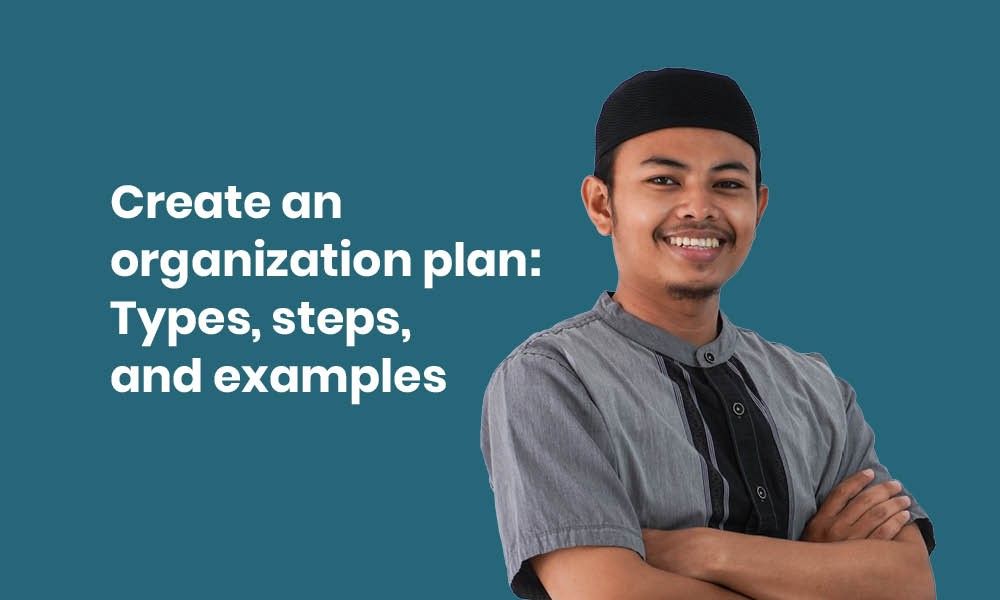 Create an
organization plan:
Types, steps,
and examples